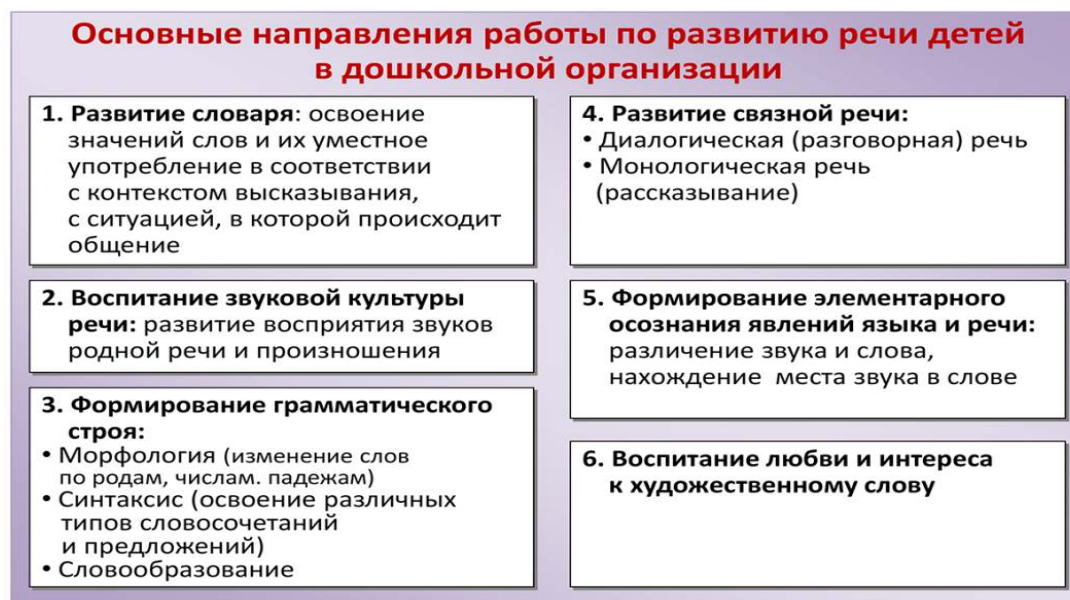 Основные направления работы по развитию речи детей
в дошкольной организации
1. Развитие словаря: освоение
значений слов и их уместное
употребление в соответствии
с контекстом высказывания,
с ситуацией, в которой происходит
общение
2. Воспитание звуковой культуры
речи: развитие восприятия звуков
родной речи и произношения
3. Формирование грамматического
строя:
• Морфология (изменение слов
по родам, числам. падежам)
• Синтаксис (освоение различных
типов словосочетаний
и предложений)
• Словообразование
4. Развитие связной речи:
• Диалогическая (разговорная) речь
• Монологическая речь
(рассказывание)
5. Формирование элементарного
осознания явлений языка и речи:
различение звука и слова,
нахождение места звука в слове
6. Воспитание любви и интереса
к художественному слову